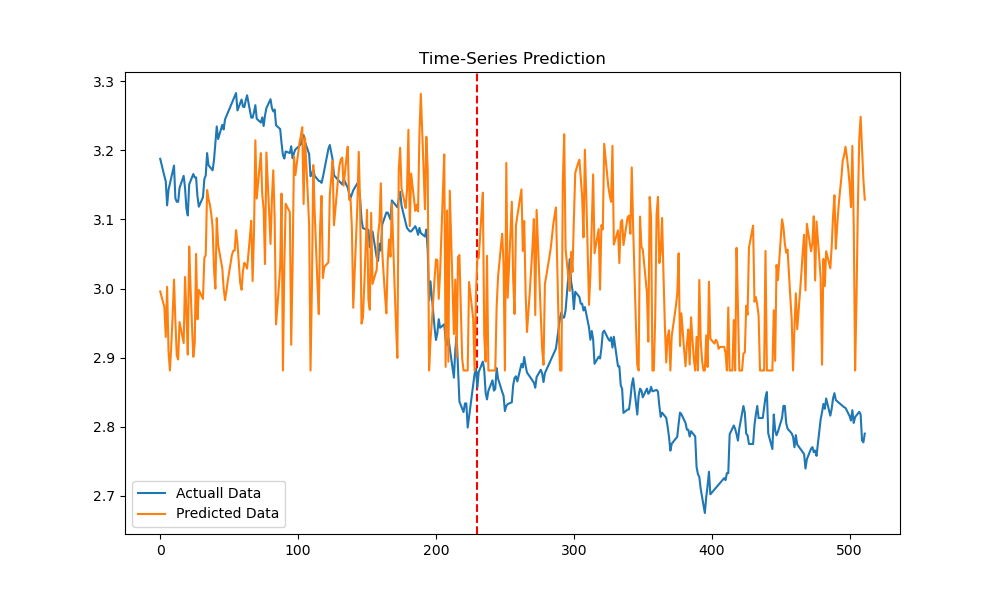 Time-Series Prediction
3.3
3.2
3.1
3.0
2.9
2.8
2.7
Actuall Data
Predicted Data
0 100 200 300 400 500